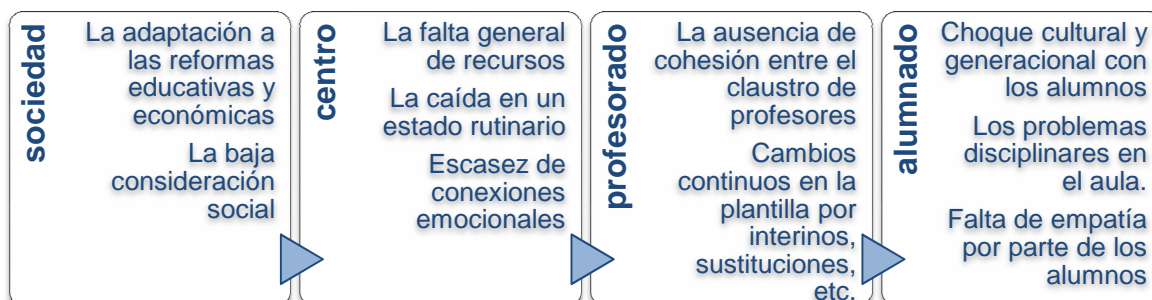 sociedad
La adaptación a
las reformas
educativas y
económicas
La baja
consideración
social
centro
La falta general
de recursos
La caída en un
estado rutinario
Escasez de
conexiones
emocionales
profesorado
La ausencia de
cohesión entre el
claustro de
profesores
Cambios
continuos en la
plantilla por
interinos,
sustituciones,
etc.
alumnado
Choque cultural y
generacional con
los alumnos
Los problemas
disciplinares en
el aula.
Falta de empatía
por parte de los
alumnos